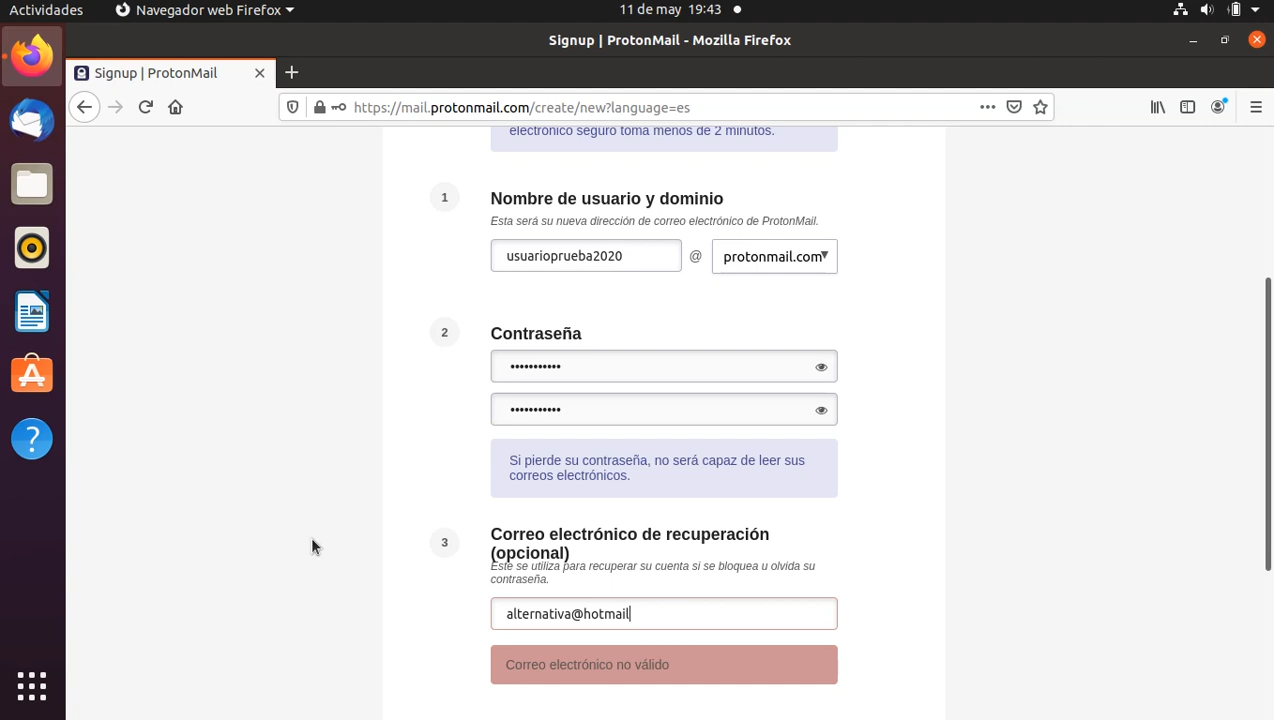 Actividades
Navegador web Firefox
11 de may 19:43
Signup | ProtonMail - Mozilla Firefox
Signup | ProtonMail
https://mail.protonmail.com/create/new?language=es
electrónico seguro toma menos de 2 minutos.
1
Nombre de usuario y dominio
Esta será su nueva dirección de correo electrónico de ProtonMail.
usuarioprueba2020 @ protonmail.com
2
Contraseña
•••••••••••
•••••••••••
Si pierde su contraseña, no será capaz de leer sus
correos electrónicos.
3
Correo electrónico de recuperación
(opcional)
Este se utiliza para recuperar su cuenta si se bloquea u olvida su
contraseña.
alternativa@hotmail
Correo electrónico no válido